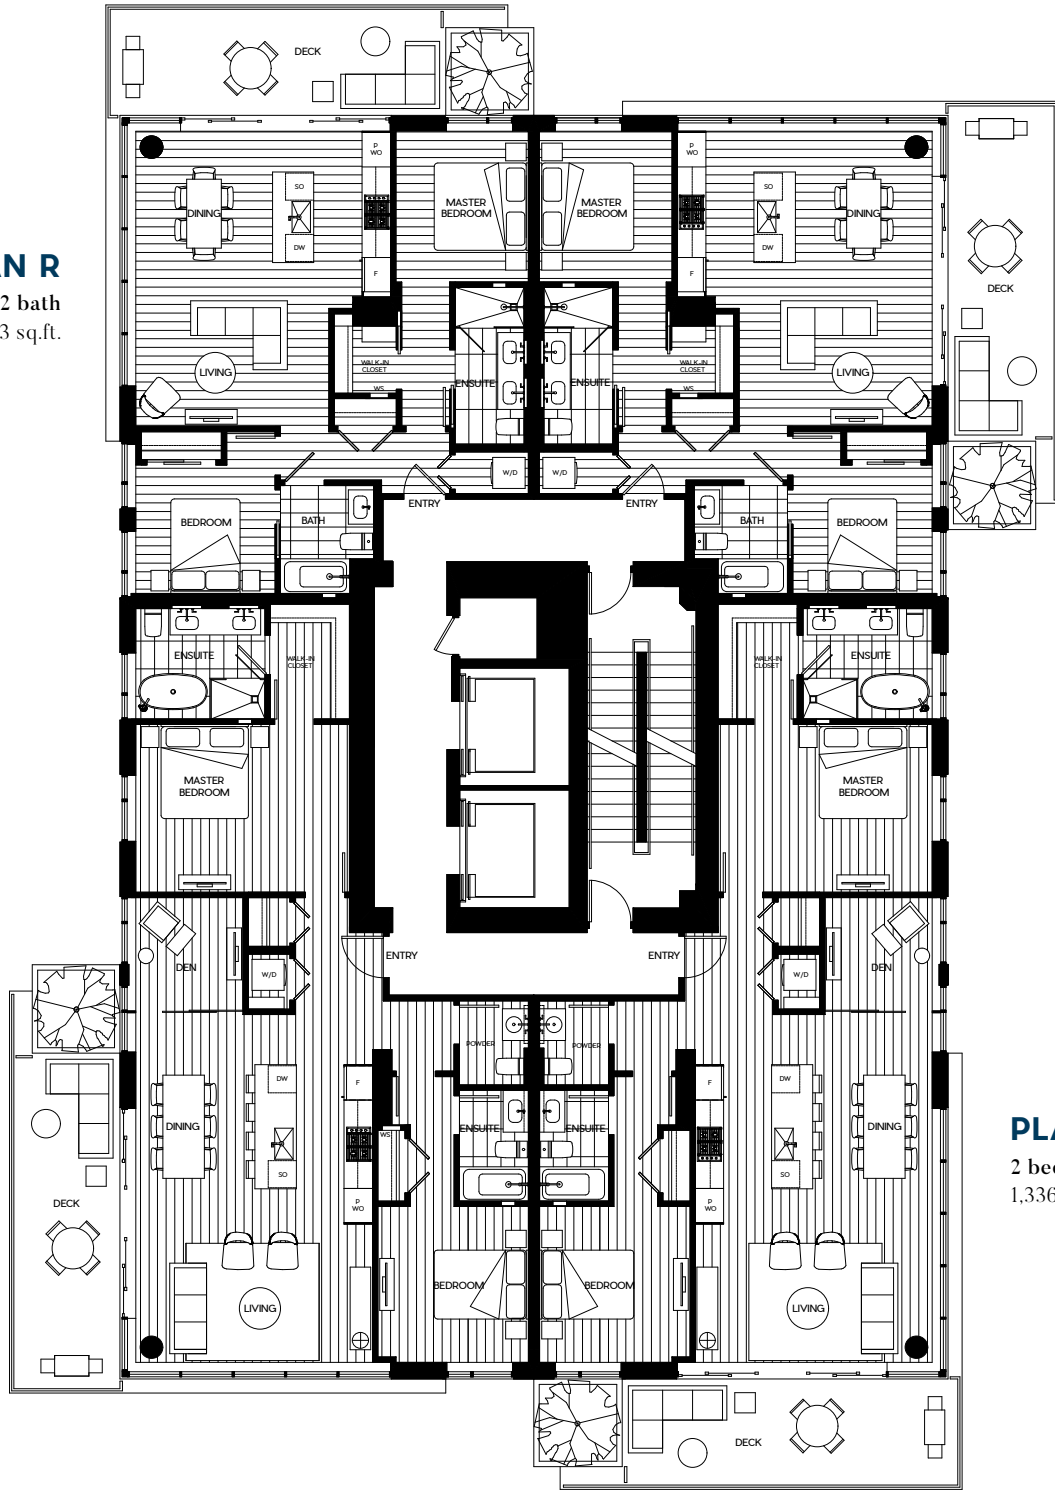 DECK
P
WO
P
WO
SO
SO
MASTER
BEDROOM
MASTER
BEDROOM
DINING
DINING
DW
DW
AN R
2 bath
3 sq.ft.
F
F
DECK
WALK-IN
CLOSET
WALK-IN
CLOSET
LIVING
LIVING
ENSUITE
ENSUITE
WS
WS
W/D
W/D
ENTRY
ENTRY
BEDROOM
BATH
BATH
BEDROOM
ENSUITE
WALK-IN
CLOSET
WALK-IN
CLOSET
ENSUITE
MASTER
BEDROOM
MASTER
BEDROOM
ENTRY
ENTRY
DEN
W/D
W/D
DEN
POWDER
POWDER
DW
F
F
DW
DINING
ENSUITE
ENSUITE
DINING
WS
PLA
2 bed
1,336
SO
SO
P
WO
P
WO
DECK
BEDROOM
BEDROOM
LIVING
LIVING
DECK